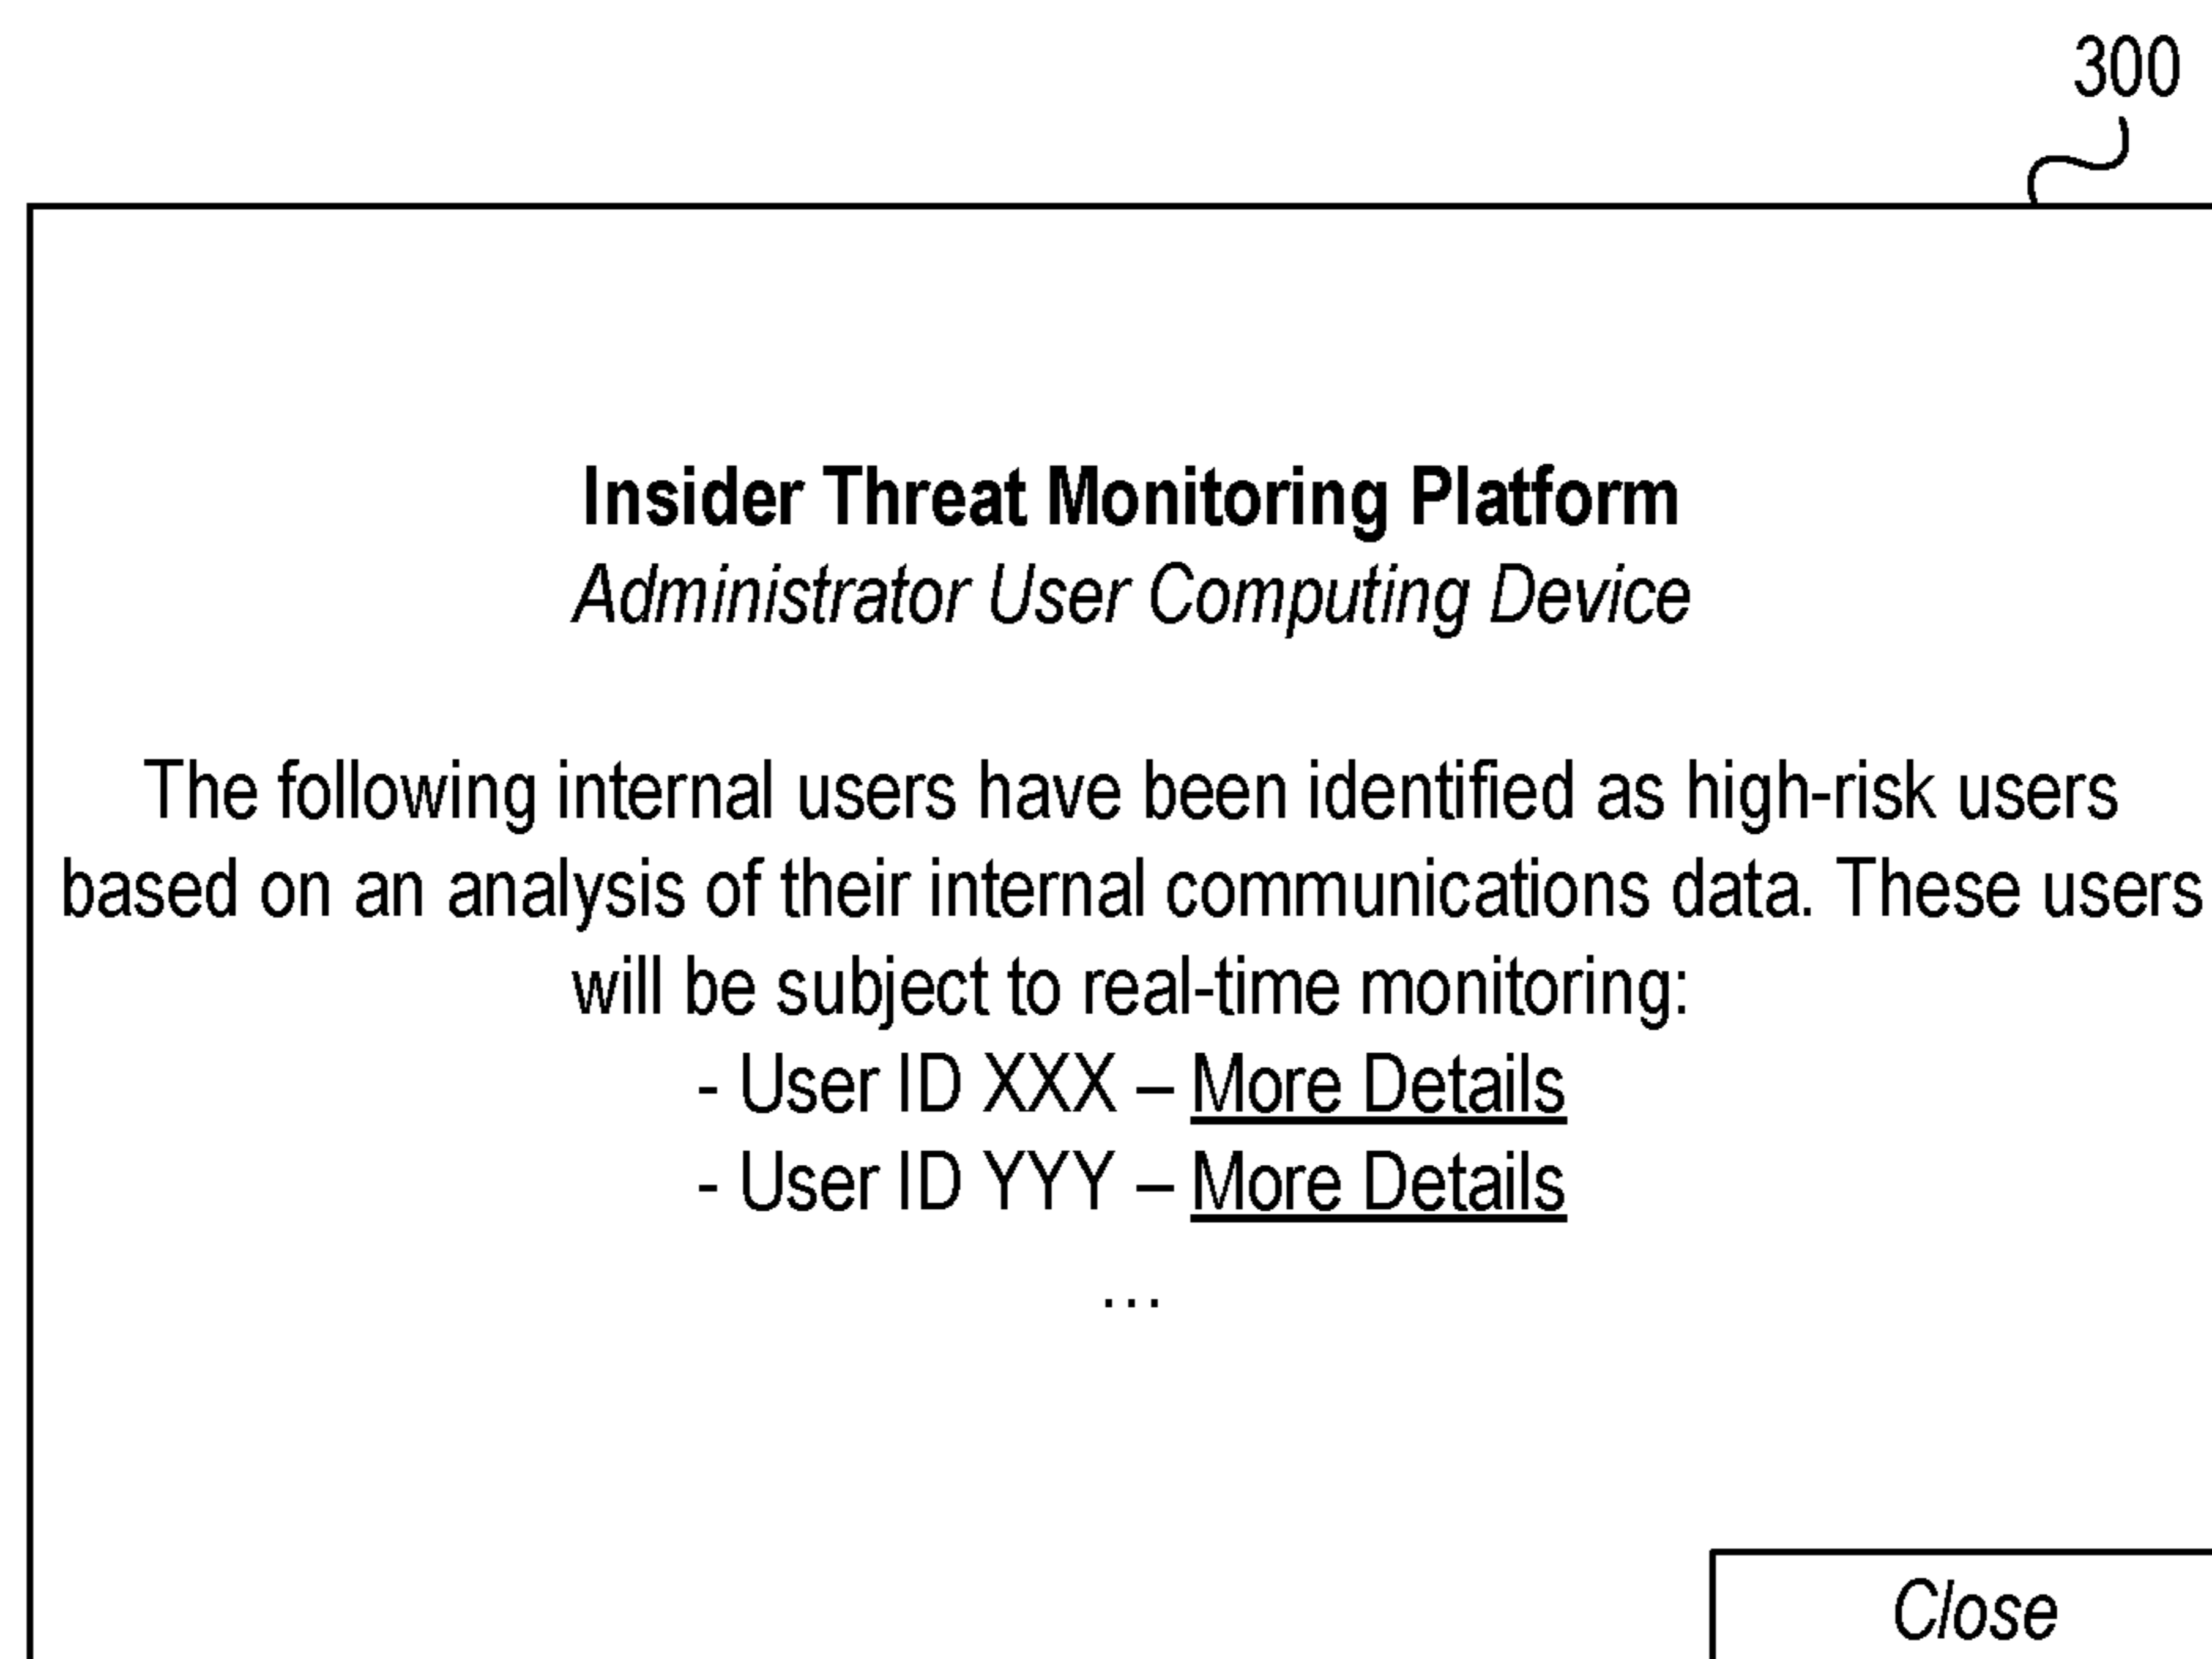 300
Insider Threat Monitoring Platform
Administrator User Computing Device
The following internal users have been identified as high-risk users
based on an analysis of their internal communications data. These users
will be subject to real-time monitoring:
- User ID XXX – More Details
- User ID YYY – More Details
...
Close